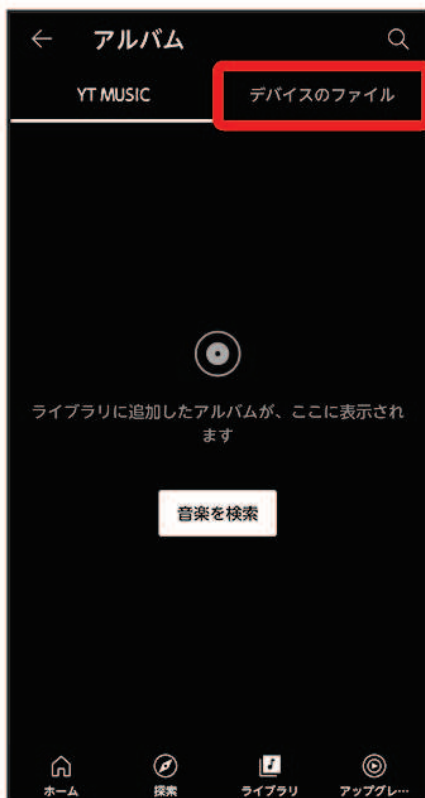 アルバム
YT MUSIC
デバイスのファイル
ライブラリに追加したアルバムが、ここに表示され
ます
音楽を検索
ホーム
探索
ライブラリ
アップグレ…